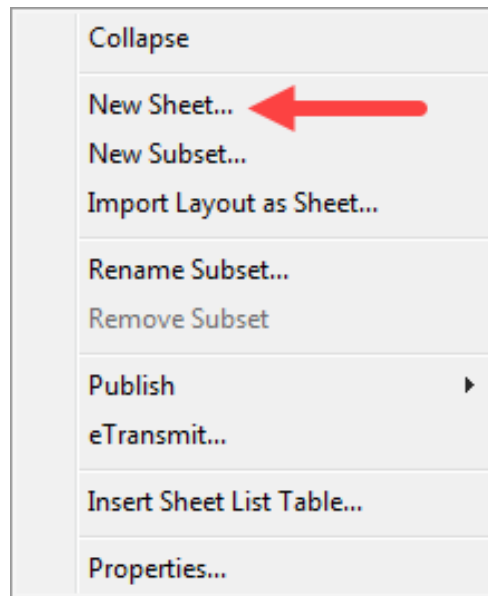 Collapse
New Sheet...
New Subset...
Import Layout as Sheet...
Rename Subset...
Remove Subset
Publish
eTransmit...
Insert Sheet List Table...
Properties...